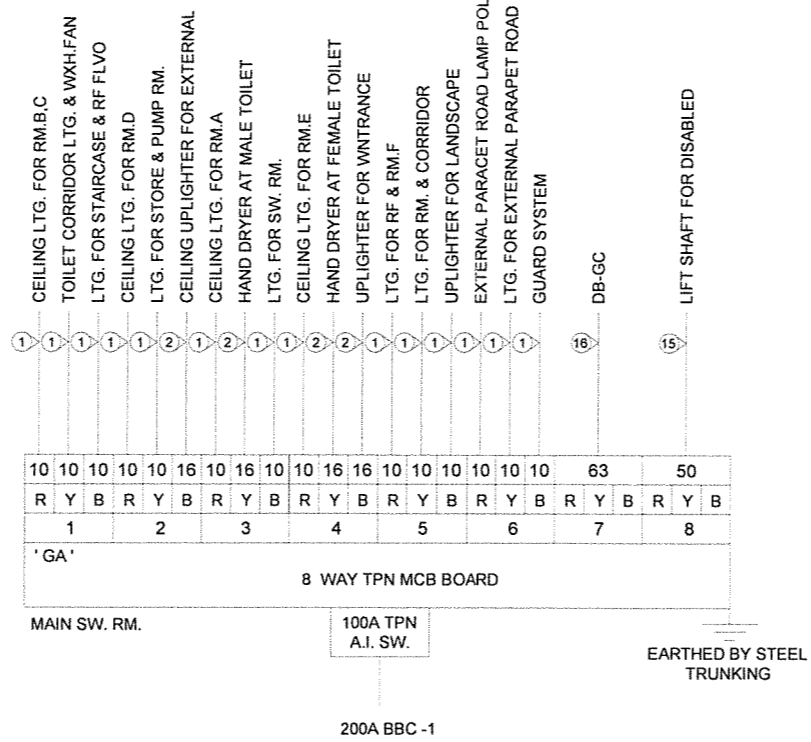 CEILING LTG. FOR RM.B,C
TOILET CORRIDOR LTG. & WXH.FAN
LTG. FOR STAIRCASE & RF FLVO
CEILING LTG. FOR RM.D
LTG. FOR STORE & PUMP RM.
CEILING UPLIGHTER FOR EXTERNAL
CEILING LTG. FOR RM.A
HAND DRYER AT MALE TOILET
LTG. FOR SW. RM.
CEILING LTG. FOR RM.E
HAND DRYER AT FEMALE TOILET
UPLIGHTER FOR WNTRANCE
LTG. FOR RF & RM.F
LTG. FOR RM. & CORRIDOR
UPLIGHTER FOR LANDSCAPE
EXTERNAL PARACET ROAD LAMP POL
LTG. FOR EXTERNAL PARAPET ROAD
GUARD SYSTEM
DB-GC
LIFT SHAFT FOR DISABLED
1 1 1 1 1 2 1 2 1 1 2 2 1 1 1 1 1 1 16 15
10 10 10 10 10 16 10 16 10 10 16 16 10 10 10 10 10 10 63 50
R Y B R Y B R Y B R Y B R Y B R Y B R Y B R Y B
1 2 3 4 5 6 7 8
' GA '
8 WAY TPN MCB BOARD
MAIN SW. RM.
100A TPN
A.I. SW.
EARTHED BY STEEL
TRUNKING
200A BBC -1